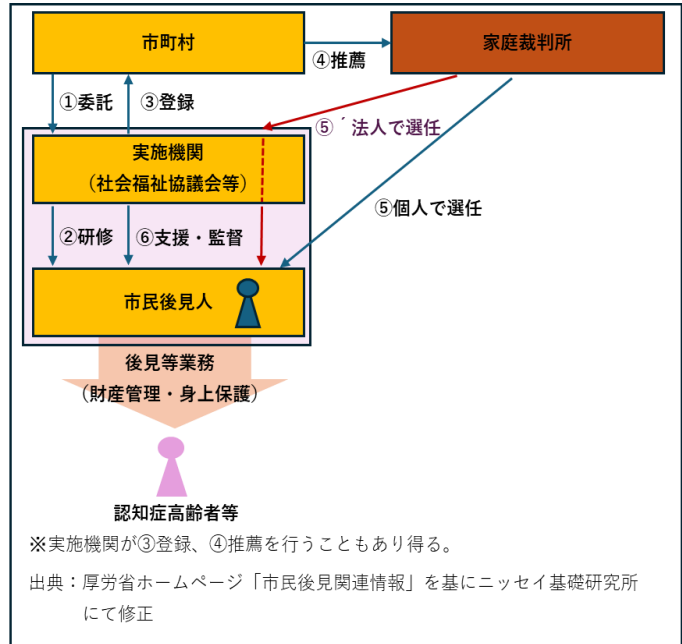 市町村
家庭裁判所
④推薦
①委託
③登録
⑤´法人で選任
実施機関
（社会福祉協議会等）
⑤個人で選任
②研修
⑥支援・監督
市民後見人
後見等業務
（財産管理・身上保護）
認知症高齢者等
※実施機関が③登録、④推薦を行うこともあり得る。
出典：厚労省ホームページ「市民後見関連情報」を基にニッセイ基礎研究所
にて修正